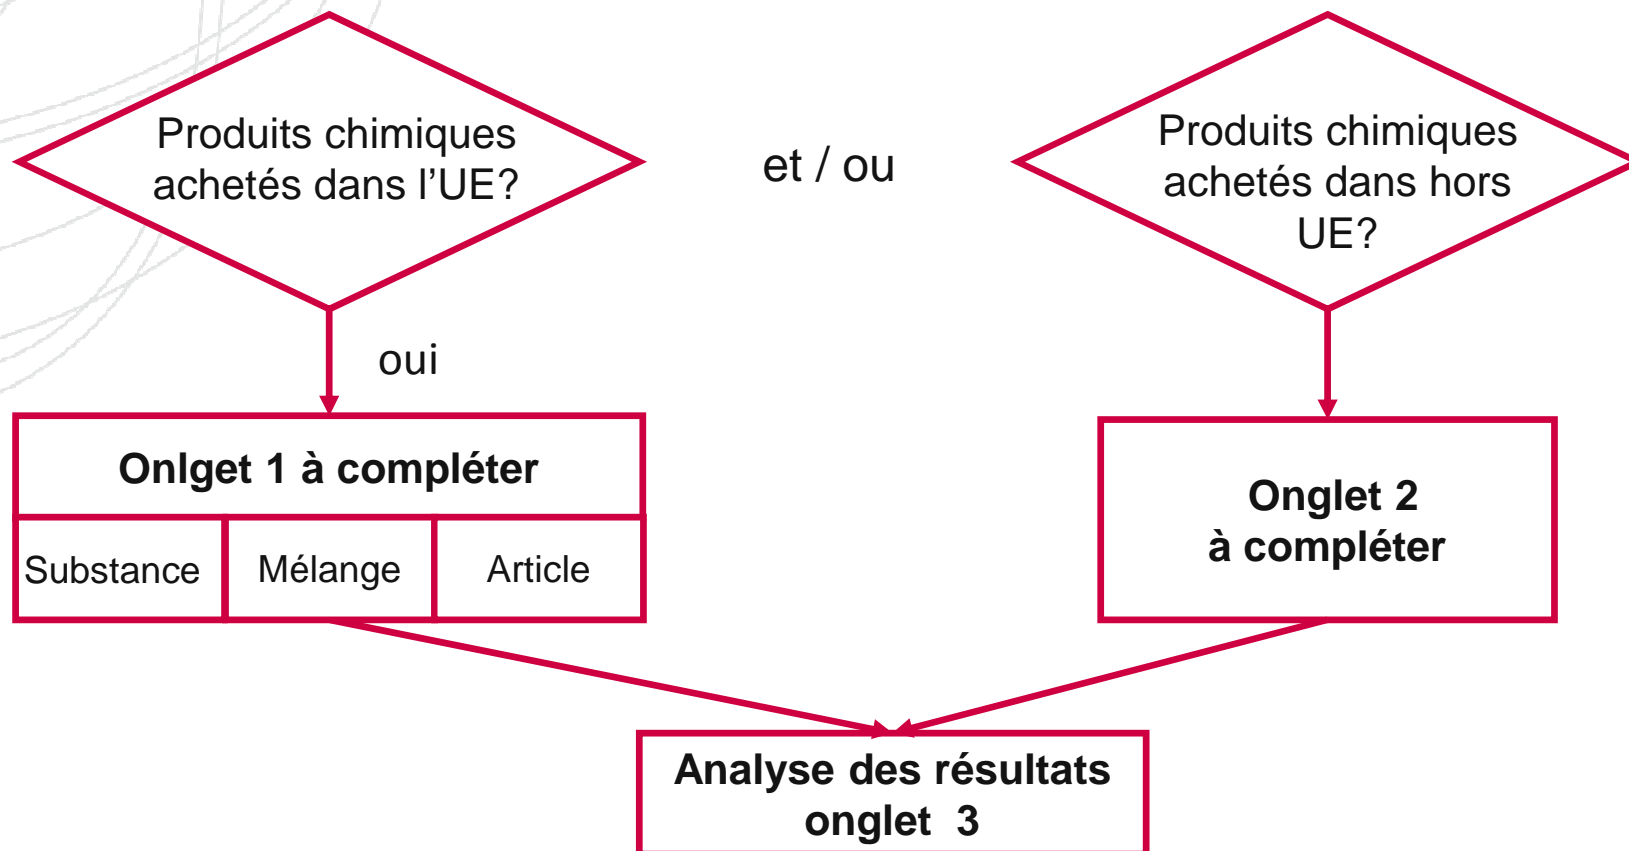 Produits chimiques
achetés dans l’UE?
et / ou
Produits chimiques
achetés dans hors
UE?
oui
Onlget 1 à compléter
Substance
Mélange
Article
Onglet 2
à compléter
Analyse des résultats
onglet 3